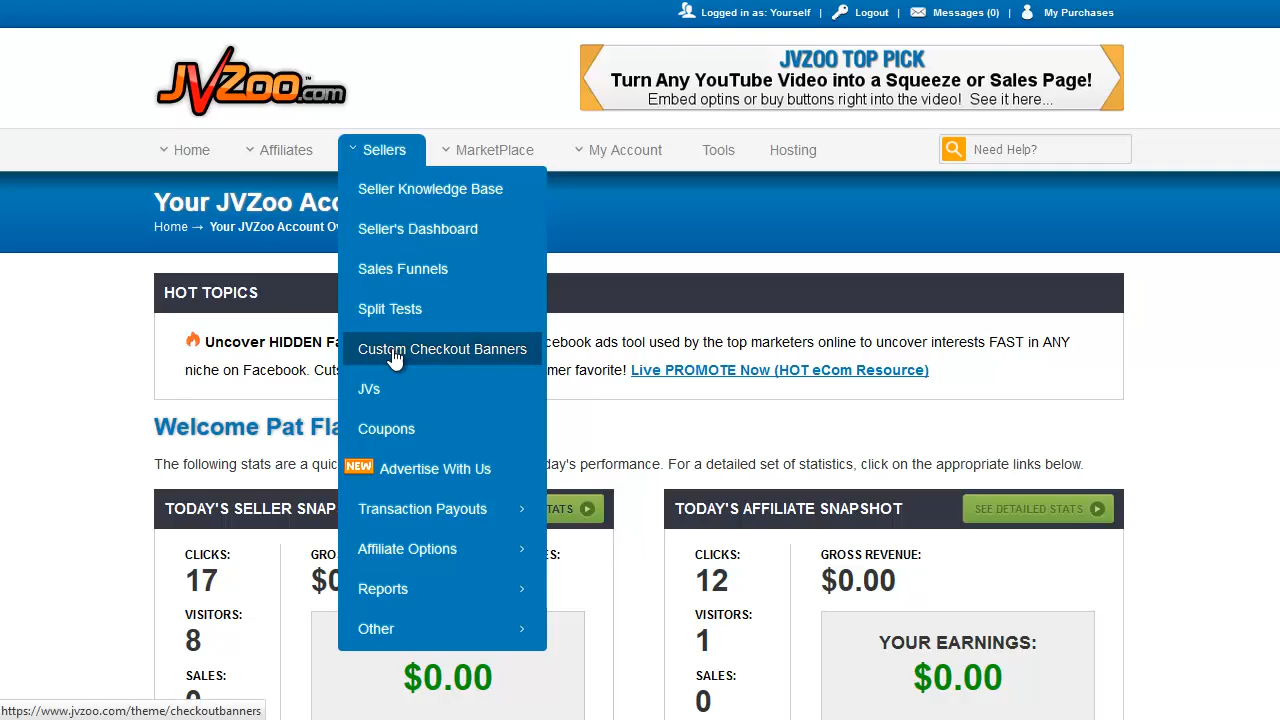 Logged in as: Yourself | Logout | Messages (0) | My Purchases
JVZoo.com™
JVZOO TOP PICK
Turn Any YouTube Video into a Squeeze or Sales Page!
Embed optins or buy buttons right into the video! See it here...
Home Affiliates Sellers MarketPlace My Account Tools Hosting Need Help?
Your JVZoo Acc
Home → Your JVZoo Account Ov
Seller Knowledge Base
Seller's Dashboard
Sales Funnels
Split Tests
Custom Checkout Banners
JVs
Coupons
NEW Advertise With Us
Transaction Payouts
Affiliate Options
Reports
Other
HOT TOPICS
Uncover HIDDEN Fa cebook ads tool used by the top marketers online to uncover interests FAST in ANY
niche on Facebook. Cuts mer favorite! Live PROMOTE Now (HOT eCom Resource)
Welcome Pat Fla
The following stats are a quic day's performance. For a detailed set of statistics, click on the appropriate links below.
TODAY'S SELLER SNAP TATS
CLICKS:
17
GRO
$0
ES:
VISITORS:
8
SALES:
0
$0.00
TODAY'S AFFILIATE SNAPSHOT SEE DETAILED STATS
CLICKS:
12
GROSS REVENUE:
$0.00
VISITORS:
1
SALES:
0
YOUR EARNINGS:
$0.00
https://www.jvzoo.com/theme/checkoutbanners